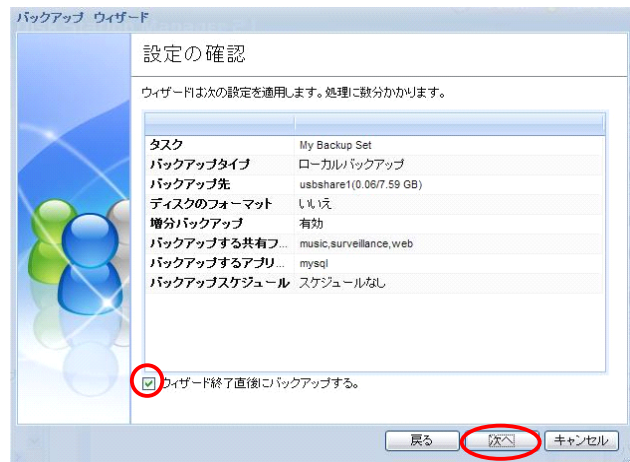 バックアップ ウィザード
設定の確認
ウィザードは次の設定を適用します。処理に数分かかります。
タスク My Backup Set
バックアップタイプ ローカルバックアップ
バックアップ先 usbshare1(0.06/7.59 GB)
ディスクのフォーマット いいえ
増分バックアップ 有効
バックアップする共有フ... music,surveillance,web
バックアップするアプリ... mysql
バックアップスケジュール スケジュールなし
ウィザード終了直後にバックアップする。
戻る 次へ キャンセル